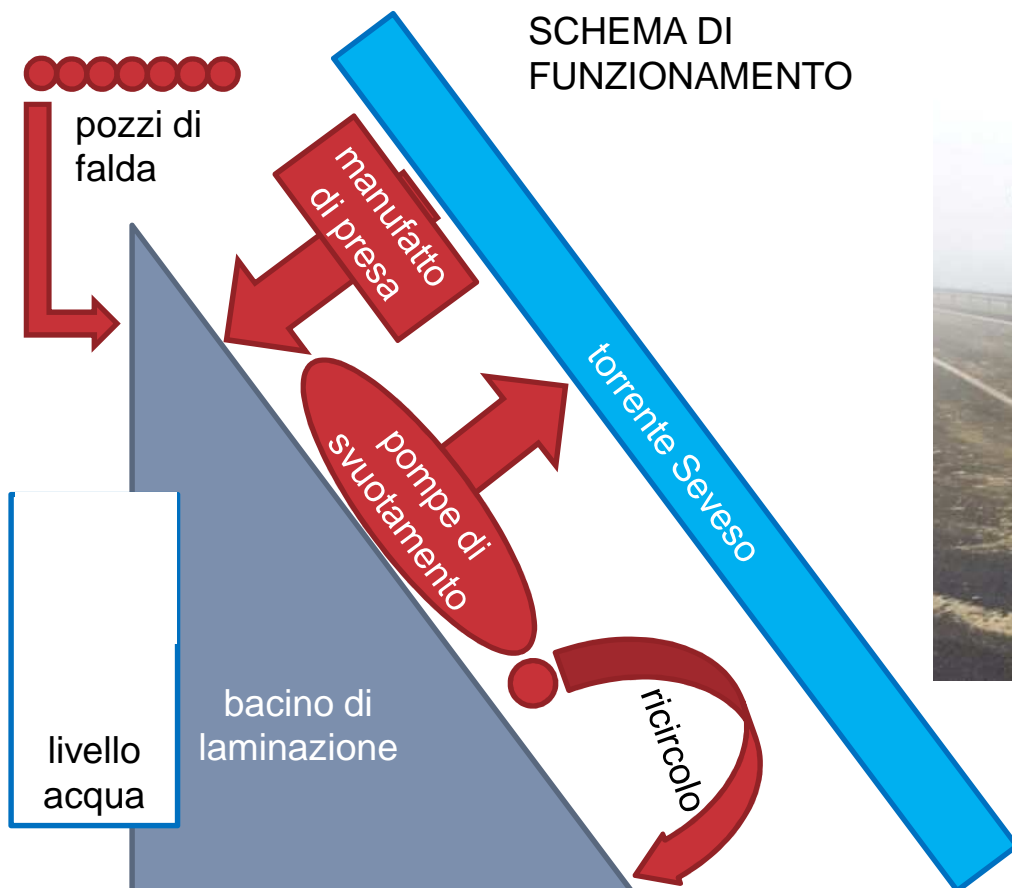 SCHEMA DI
FUNZIONAMENTO
pozzi di
falda
manufatto
di presa
torrente Seveso
pompe di
svuotamento
ricircolo
bacino di
laminazione
livello
acqua